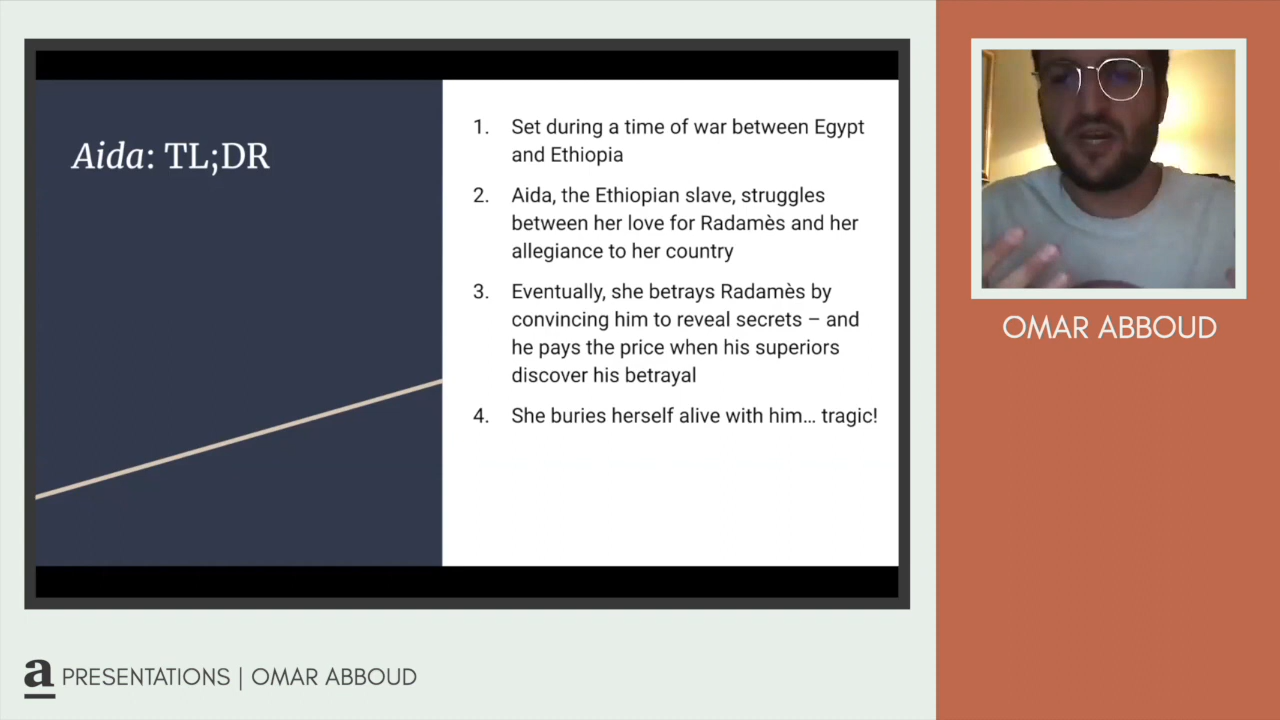 Aida: TL;DR
1. Set during a time of war between Egypt
and Ethiopia
2. Aida, the Ethiopian slave, struggles
between her love for Radamès and her
allegiance to her country
3. Eventually, she betrays Radamès by
convincing him to reveal secrets – and
he pays the price when his superiors
discover his betrayal
4. She buries herself alive with him... tragic!
OMAR ABBOUD
a PRESENTATIONS | OMAR ABBOUD